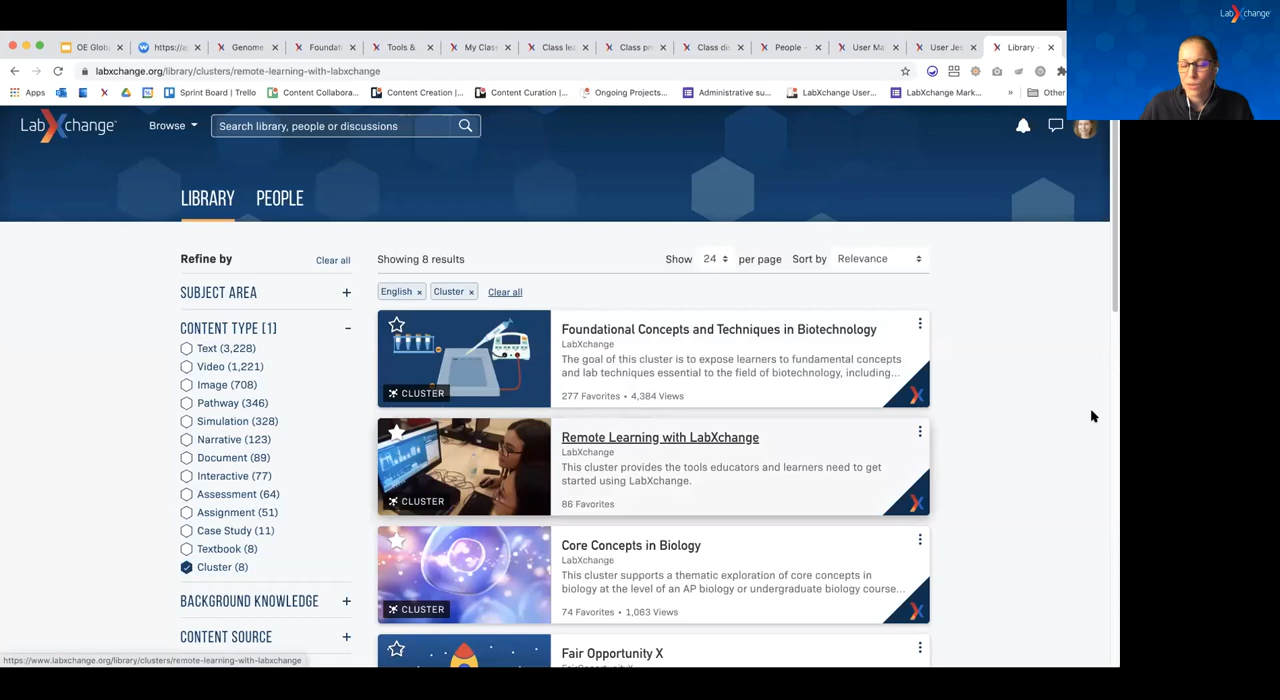 LabXchange
OE Globa
https://a
Genome
Foundati
Tools &
My Clas
Class lea
Class pr
Class dis
People -
User Ma
User Jes
Library -
labxchange.org/library/clusters/remote-learning-with-labxchange
Apps
Sprint Board | Trello
Content Collabora...
Content Creation |...
Content Curation |...
Ongoing Projects...
Administrative su...
LabXchange User...
LabXchange Mark...
»
Other
LabXchange™
Browse
Search library, people or discussions
LIBRARY
PEOPLE
Refine by
Clear all
SUBJECT AREA +
CONTENT TYPE [1] −
Text (3,228)
Video (1,221)
Image (708)
Pathway (346)
Simulation (328)
Narrative (123)
Document (89)
Interactive (77)
Assessment (64)
Assignment (51)
Case Study (11)
Textbook (8)
Cluster (8)
BACKGROUND KNOWLEDGE +
CONTENT SOURCE +
Showing 8 results
Show 24 per page
Sort by Relevance
English ×
Cluster ×
Clear all
CLUSTER
Foundational Concepts and Techniques in Biotechnology
LabXchange
The goal of this cluster is to expose learners to fundamental concepts
and lab techniques essential to the field of biotechnology, including...
277 Favorites • 4,384 Views
CLUSTER
Remote Learning with LabXchange
LabXchange
This cluster provides the tools educators and learners need to get
started using LabXchange.
86 Favorites
CLUSTER
Core Concepts in Biology
LabXchange
This cluster supports a thematic exploration of core concepts in
biology at the level of an AP biology or undergraduate biology course...
74 Favorites • 1,063 Views
Fair Opportunity X
https://www.labxchange.org/library/clusters/remote-learning-with-labxchange